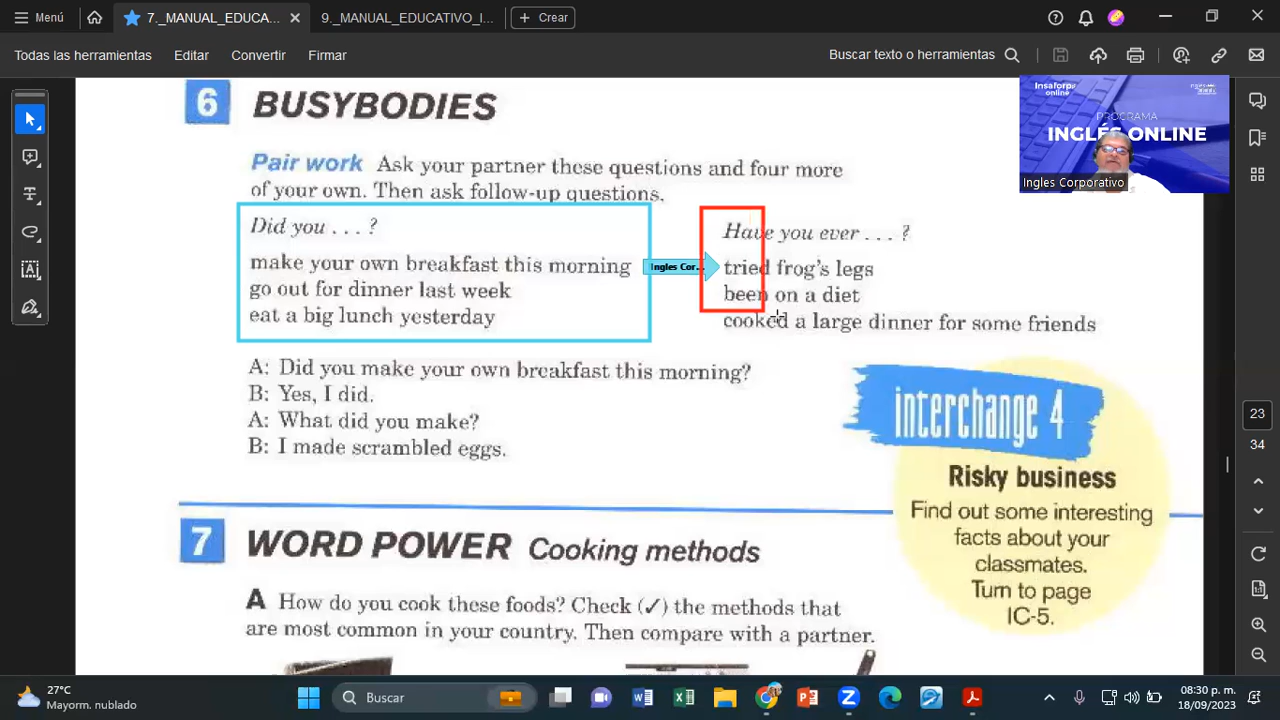 Menú
7._MANUAL_EDUCA...
9._MANUAL_EDUCATIVO_I...
Crear
Todas las herramientas
Editar
Convertir
Firmar
Buscar texto o herramientas
6 BUSYBODIES
Pair work Ask your partner these questions and four more
of your own. Then ask follow-up questions.
Did you . . . ?
make your own breakfast this morning
go out for dinner last week
eat a big lunch yesterday
Ingles Cor...
Have you ever . . . ?
tried frog's legs
been on a diet
cooked a large dinner for some friends
A: Did you make your own breakfast this morning?
B: Yes, I did.
A: What did you make?
B: I made scrambled eggs.
interchange 4
Risky business
Find out some interesting
facts about your
classmates.
Turn to page
IC-5.
7 WORD POWER Cooking methods
A How do you cook these foods? Check (✓) the methods that
are most common in your country. Then compare with a partner.
Insaforp
online
PROGRAMA
INGLÉS ONLINE
Ingles Corporativo
23
34
27°C
Mayorm. nublado
Buscar
08:30 p. m.
18/09/2023